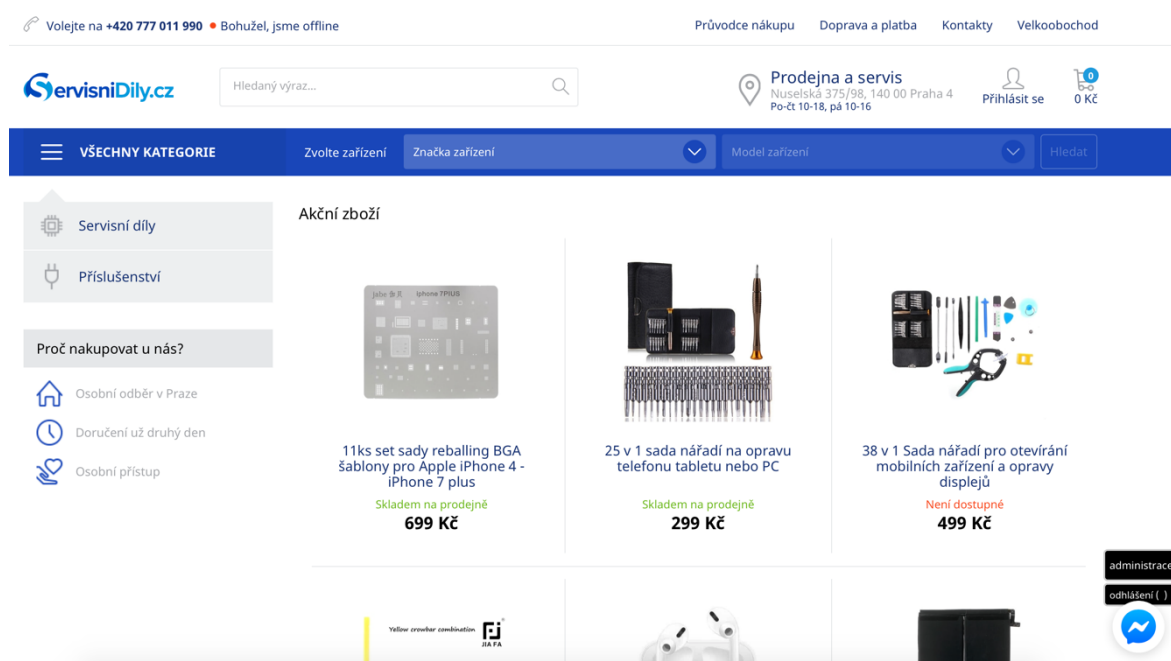 Volejte na +420 777 011 990 Bohužel, jsme offline
Průvodce nákupu Doprava a platba Kontakty Velkoobochod
ServisniDíly.cz
Hledaný výraz...
Prodejna a servis
Nuselská 375/98, 140 00 Praha 4
Po-čt 10-18, pá 10-16
Přihlásit se
0
0 Kč
VŠECHNY KATEGORIE
Zvolte zařízení
Značka zařízení
Model zařízení
Hledat
Servisní díly
Příslušenství
Proč nakupovat u nás?
Osobní odběr v Praze
Doručení už druhý den
Osobní přístup
Akční zboží
jabe iphone 7PlUS
11ks set sady reballing BGA
šablony pro Apple iPhone 4 -
iPhone 7 plus
Skladem na prodejně
699 Kč
25 v 1 sada nářadí na opravu
telefonu tabletu nebo PC
Skladem na prodejně
299 Kč
38 v 1 Sada nářadí pro otevírání
mobilních zařízení a opravy
displejů
Není dostupné
499 Kč
Yellow crowbar combination
JIA FA
administrace
odhlášení ( )